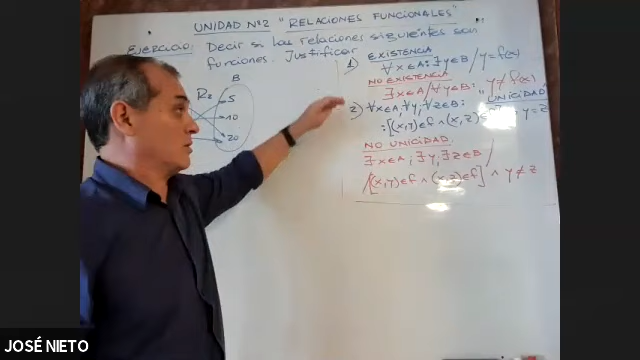 UNIDAD Nº2 "RELACIONES FUNCIONALES"
EJERCICIO: Decir si las relaciones siguientes son
funciones. Justificar
B
R₂
5
10
20
1) EXISTENCIA
∀x∈A: ∃y∈B / y=f(x)
NO EXISTENCIA
∃x∈A / ∀y∈B: y≠f(x)
"UNICIDAD
2) ∀x∈A, ∀y, ∀z∈B:
:[(x,y)∈f ∧ (x,z)∈f] y=z
NO UNICIDAD
∃x∈A; ∃y, ∃z∈B /
/[(x,y)∈f ∧ (x,z)∈f] ∧ y≠z
JOSÉ NIETO